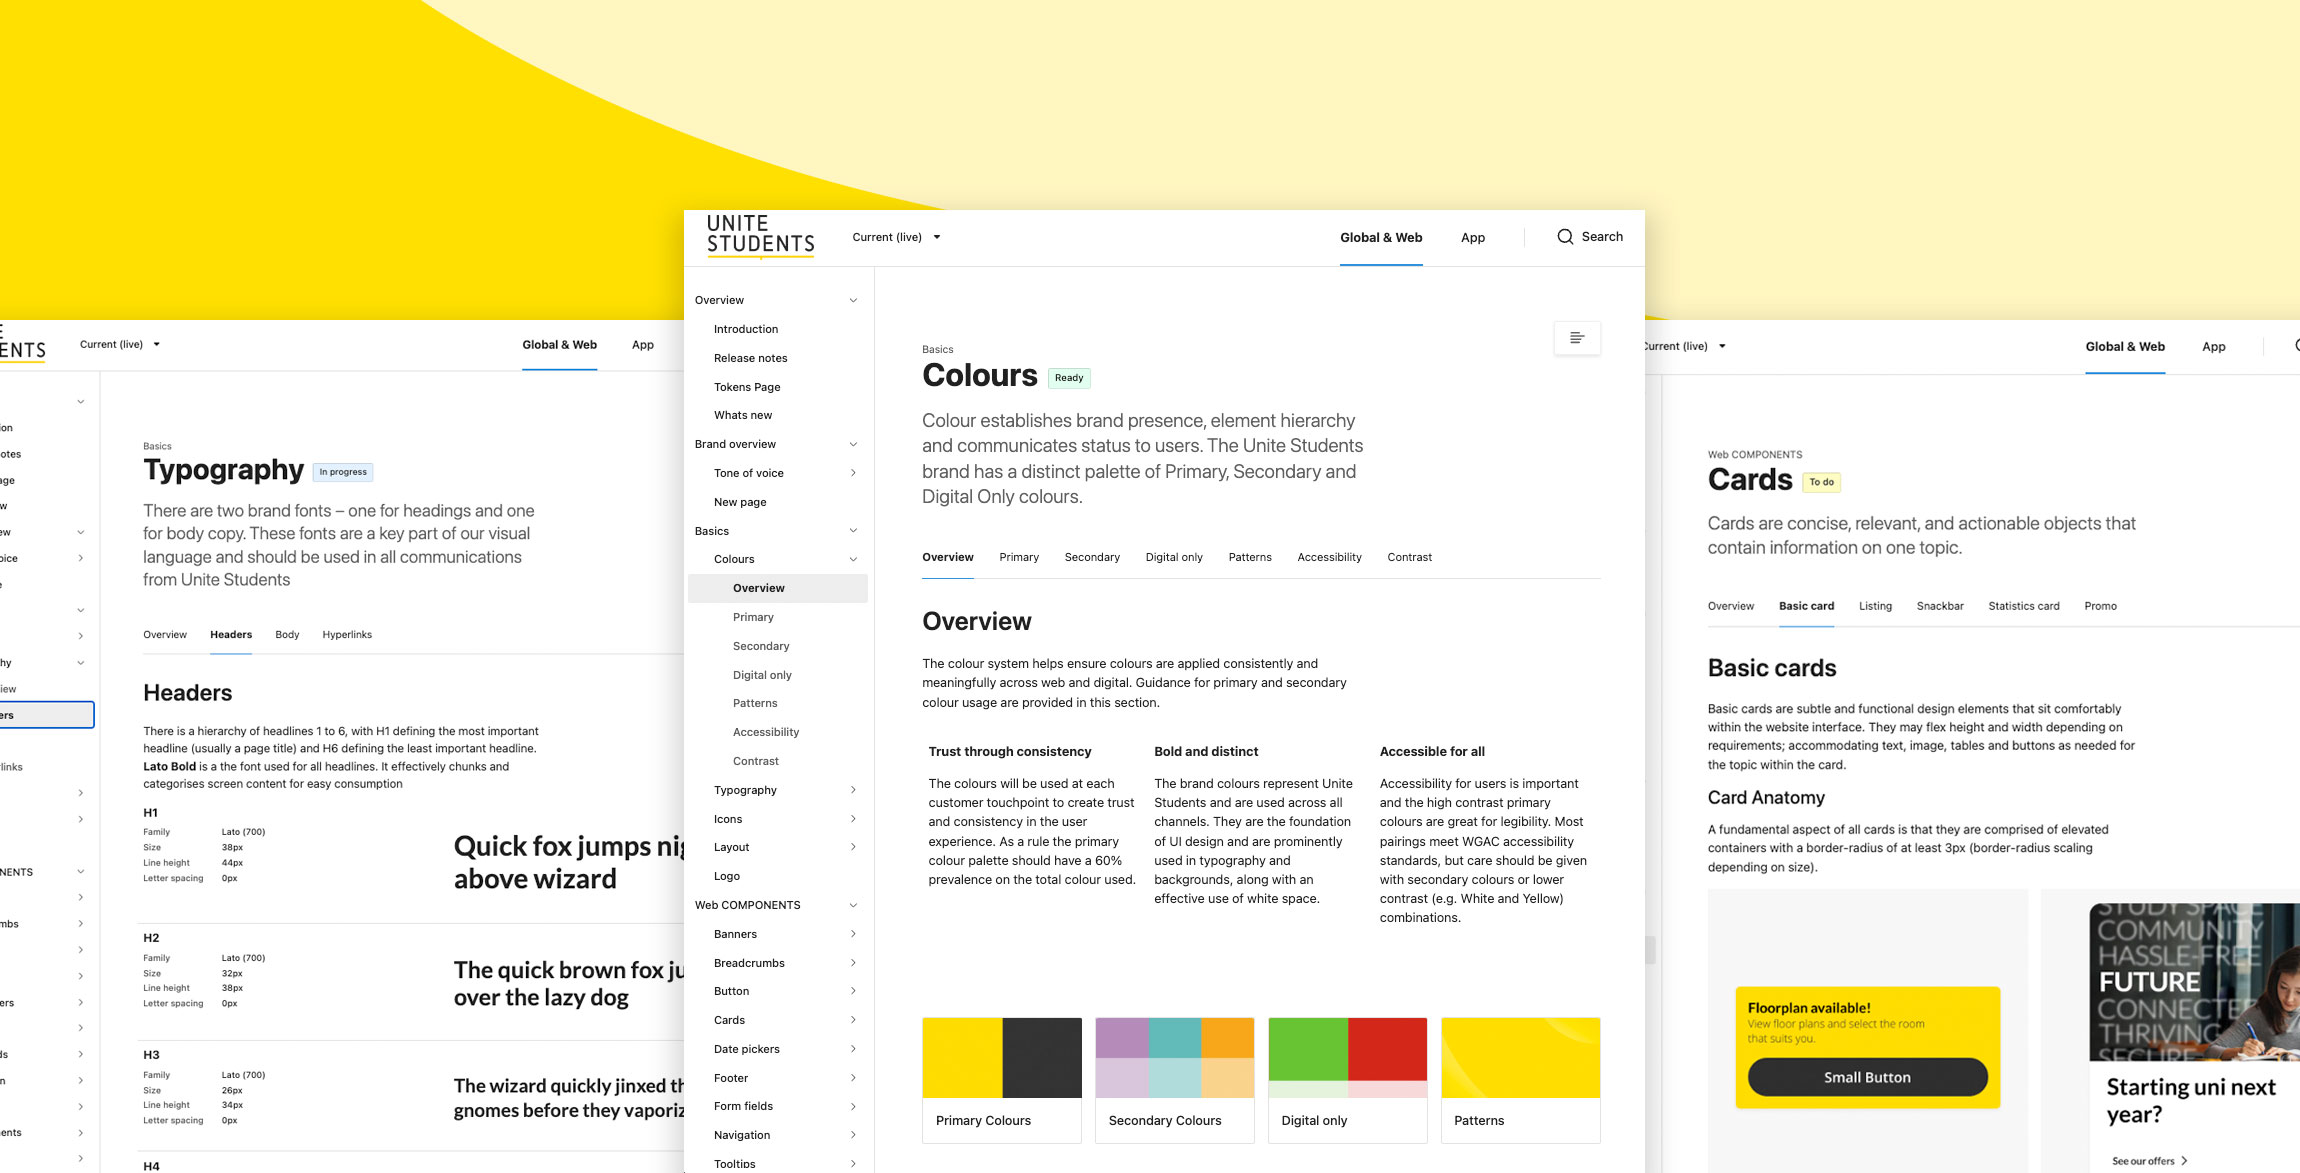 ENTS
Current (live)
Global & Web
App
Basics
Typography
In progress
There are two brand fonts – one for headings and one
for body copy. These fonts are a key part of our visual
language and should be used in all communications
from Unite Students
Overview
Headers
Body
Hyperlinks
Headers
There is a hierarchy of headlines 1 to 6, with H1 defining the most important
headline (usually a page title) and H6 defining the least important headline.
Lato Bold is a the font used for all headlines. It effectively chunks and
categorises screen content for easy consumption
H1
Family Lato (700)
Size 38px
Line height 44px
Letter spacing 0px
Quick fox jumps nig
above wizard
H2
Family Lato (700)
Size 32px
Line height 38px
Letter spacing 0px
The quick brown fox ju
over the lazy dog
H3
Family Lato (700)
Size 26px
Line height 34px
Letter spacing 0px
The wizard quickly jinxed th
gnomes before they vaporiz
H4
UNITE
STUDENTS
Current (live)
Global & Web
App
Search
Overview
Introduction
Release notes
Tokens Page
Whats new
Brand overview
Tone of voice
New page
Basics
Colours
Overview
Primary
Secondary
Digital only
Patterns
Accessibility
Contrast
Typography
Icons
Layout
Logo
Web COMPONENTS
Banners
Breadcrumbs
Button
Cards
Date pickers
Footer
Form fields
Navigation
Tooltips
Basics
Colours
Ready
Colour establishes brand presence, element hierarchy
and communicates status to users. The Unite Students
brand has a distinct palette of Primary, Secondary and
Digital Only colours.
Overview
Primary
Secondary
Digital only
Patterns
Accessibility
Contrast
Overview
The colour system helps ensure colours are applied consistently and
meaningfully across web and digital. Guidance for primary and secondary
colour usage are provided in this section.
Trust through consistency
The colours will be used at each
customer touchpoint to create trust
and consistency in the user
experience. As a rule the primary
colour palette should have a 60%
prevalence on the total colour used.
Bold and distinct
The brand colours represent Unite
Students and are used across all
channels. They are the foundation
of UI design and are prominently
used in typography and
backgrounds, along with an
effective use of white space.
Accessible for all
Accessibility for users is important
and the high contrast primary
colours are great for legibility. Most
pairings meet WGAC accessibility
standards, but care should be given
with secondary colours or lower
contrast (e.g. White and Yellow)
combinations.
Primary Colours
Secondary Colours
Digital only
Patterns
Current (live)
Global & Web
App
Web COMPONENTS
Cards
To do
Cards are concise, relevant, and actionable objects that
contain information on one topic.
Overview
Basic card
Listing
Snackbar
Statistics card
Promo
Basic cards
Basic cards are subtle and functional design elements that sit comfortably
within the website interface. They may flex height and width depending on
requirements; accommodating text, image, tables and buttons as needed for
the topic within the card.
Card Anatomy
A fundamental aspect of all cards is that they are comprised of elevated
containers with a border-radius of at least 3px (border-radius scaling
depending on size).
Floorplan available!
View floor plans and select the room
that suits you.
Small Button
STUDY SPACE
COMMUNITY
HASSLE-FREE
FUTURE
CONNECTE
THRIVING
SECURE
Starting uni next
year?
See our offers